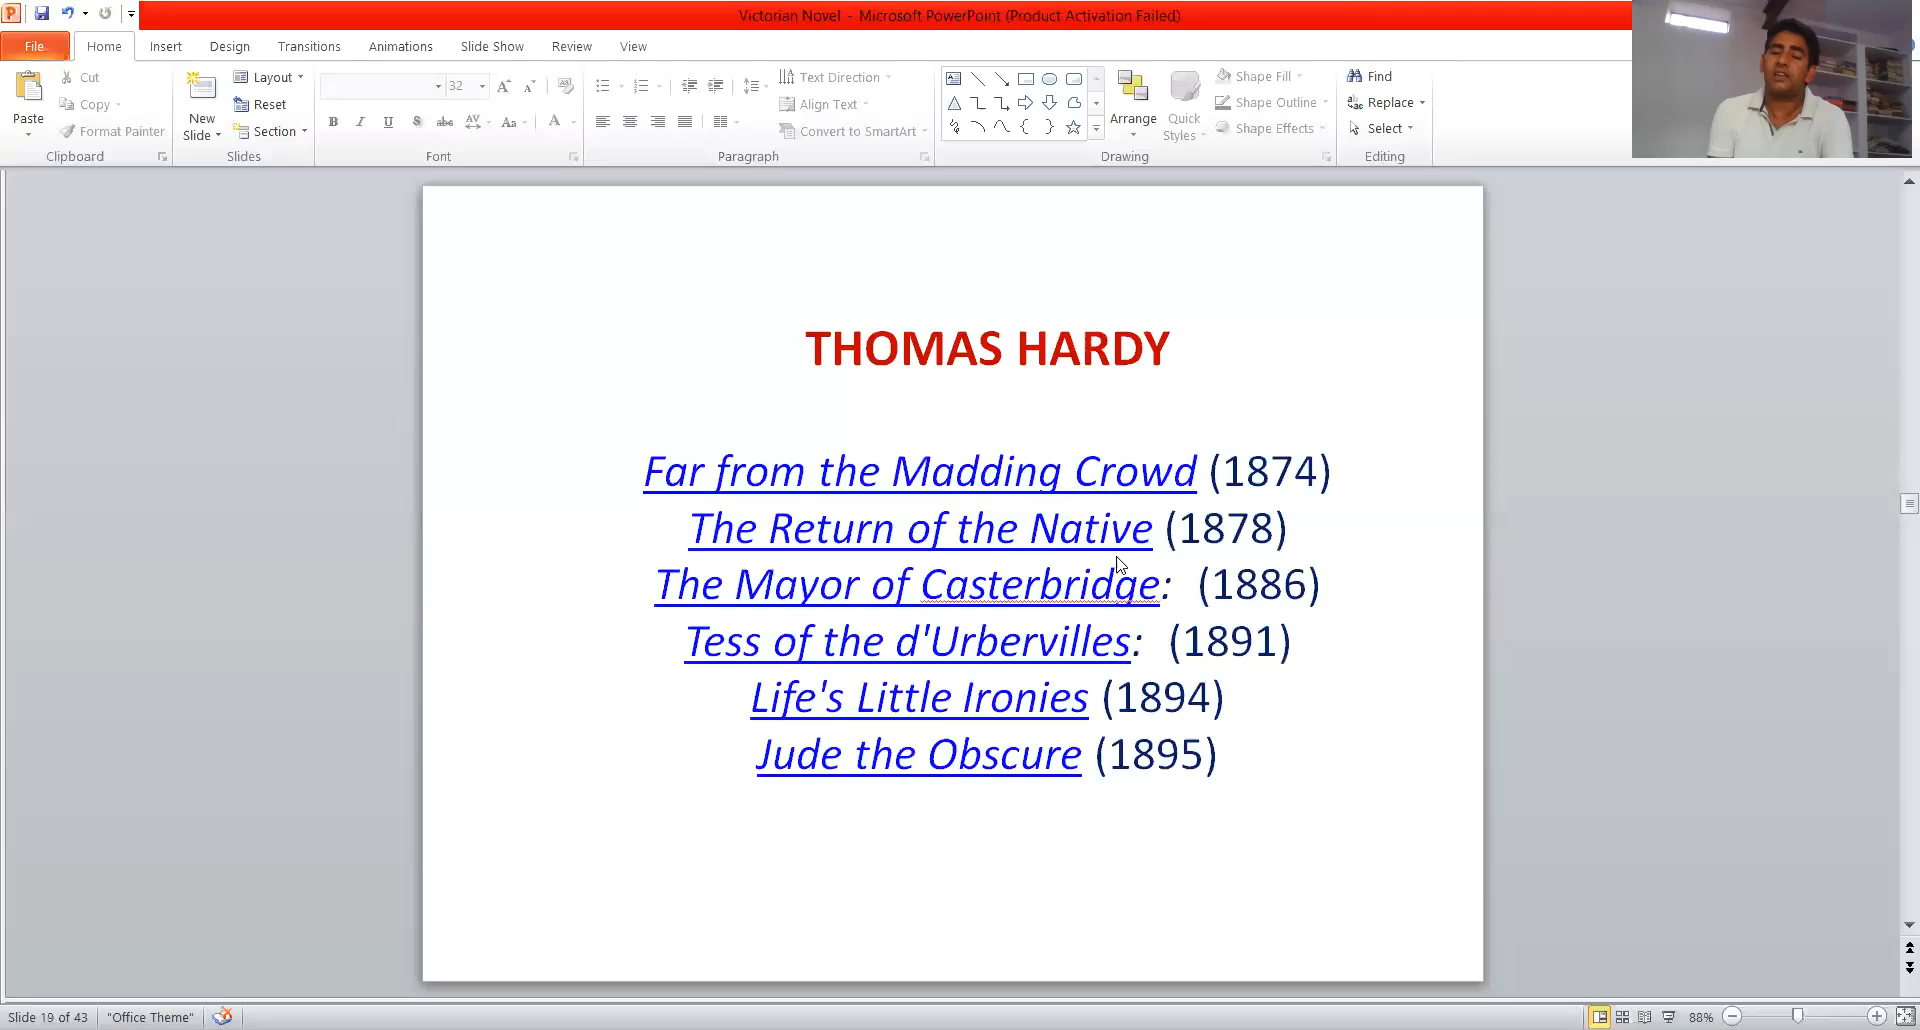 Victorian Novel - Microsoft PowerPoint (Product Activation Failed)
File Home Insert Design Transitions Animations Slide Show Review View
Paste
Cut
Copy
Format Painter
Clipboard
New Slide
Layout
Reset
Section
Slides
32
B I U S abc AV Aa A
Font
Text Direction
Align Text
Convert to SmartArt
Paragraph
Arrange
Quick Styles
Shape Fill
Shape Outline
Shape Effects
Drawing
Find
Replace
Select
Editing
THOMAS HARDY
Far from the Madding Crowd (1874)
The Return of the Native (1878)
The Mayor of Casterbridge: (1886)
Tess of the d'Urbervilles: (1891)
Life's Little Ironies (1894)
Jude the Obscure (1895)
Slide 19 of 43 "Office Theme" 88%